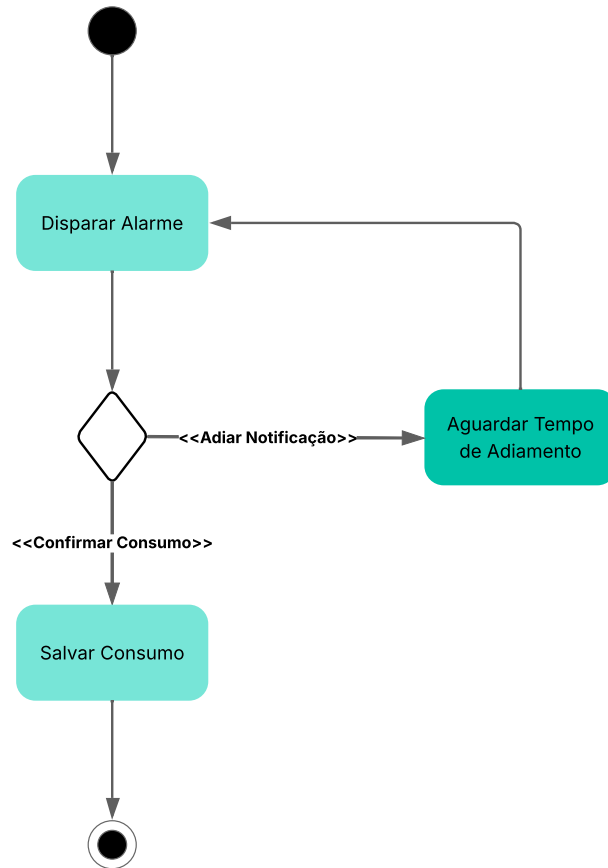 Disparar Alarme
<<Adiar Notificação>>
Aguardar Tempo
de Adiamento
<<Confirmar Consumo>>
Salvar Consumo